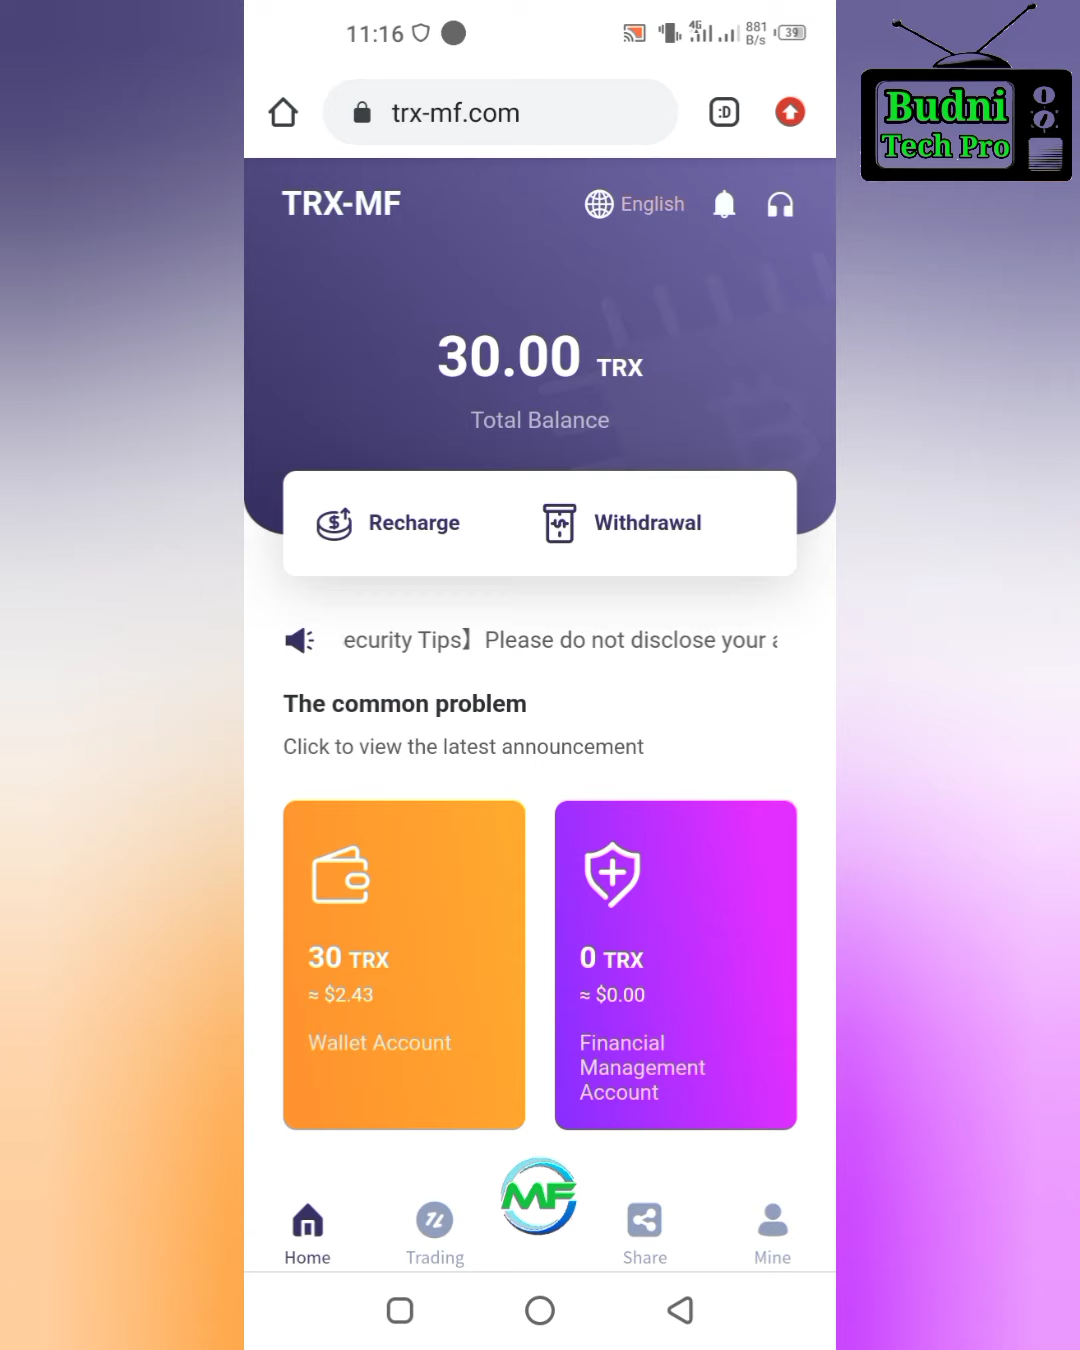 11:16
4G
881 B/s
39
trx-mf.com
:D
Budni
Tech Pro
TRX-MF
English
30.00 TRX
Total Balance
Recharge
Withdrawal
ecurity Tips】Please do not disclose your a
The common problem
Click to view the latest announcement
30 TRX
≈ $2.43
Wallet Account
0 TRX
≈ $0.00
Financial
Management
Account
MF
Home
Trading
Share
Mine